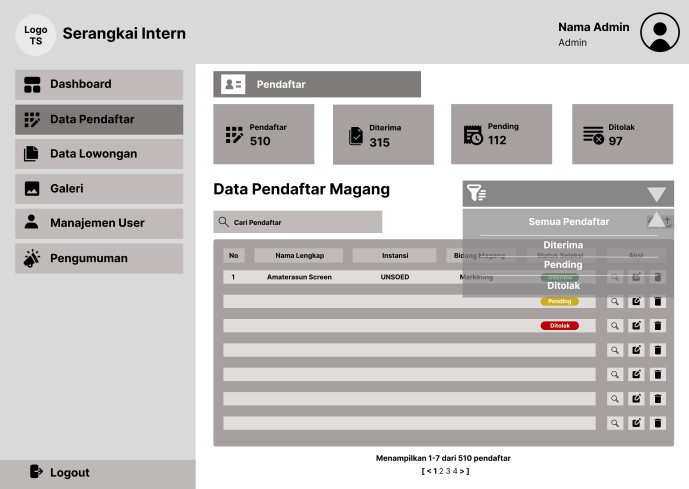 Logo
TS
Serangkai Intern
Nama Admin
Admin
Dashboard
Data Pendaftar
Data Lowongan
Galeri
Manajemen User
Pengumuman
Logout
Pendaftar
Pendaftar
510
Diterima
315
Pending
112
Ditolak
97
Data Pendaftar Magang
Cari Pendaftar
Semua Pendaftar
Diterima
Pending
Ditolak
No Nama Lengkap Instansi Bidang Magang Status Seleksi Aksi
1 Amaterasun Screen UNSOED Marketing Diterima
Pending
Ditolak
Menampilkan 1-7 dari 510 pendaftar
[ < 1 2 3 4 > ]